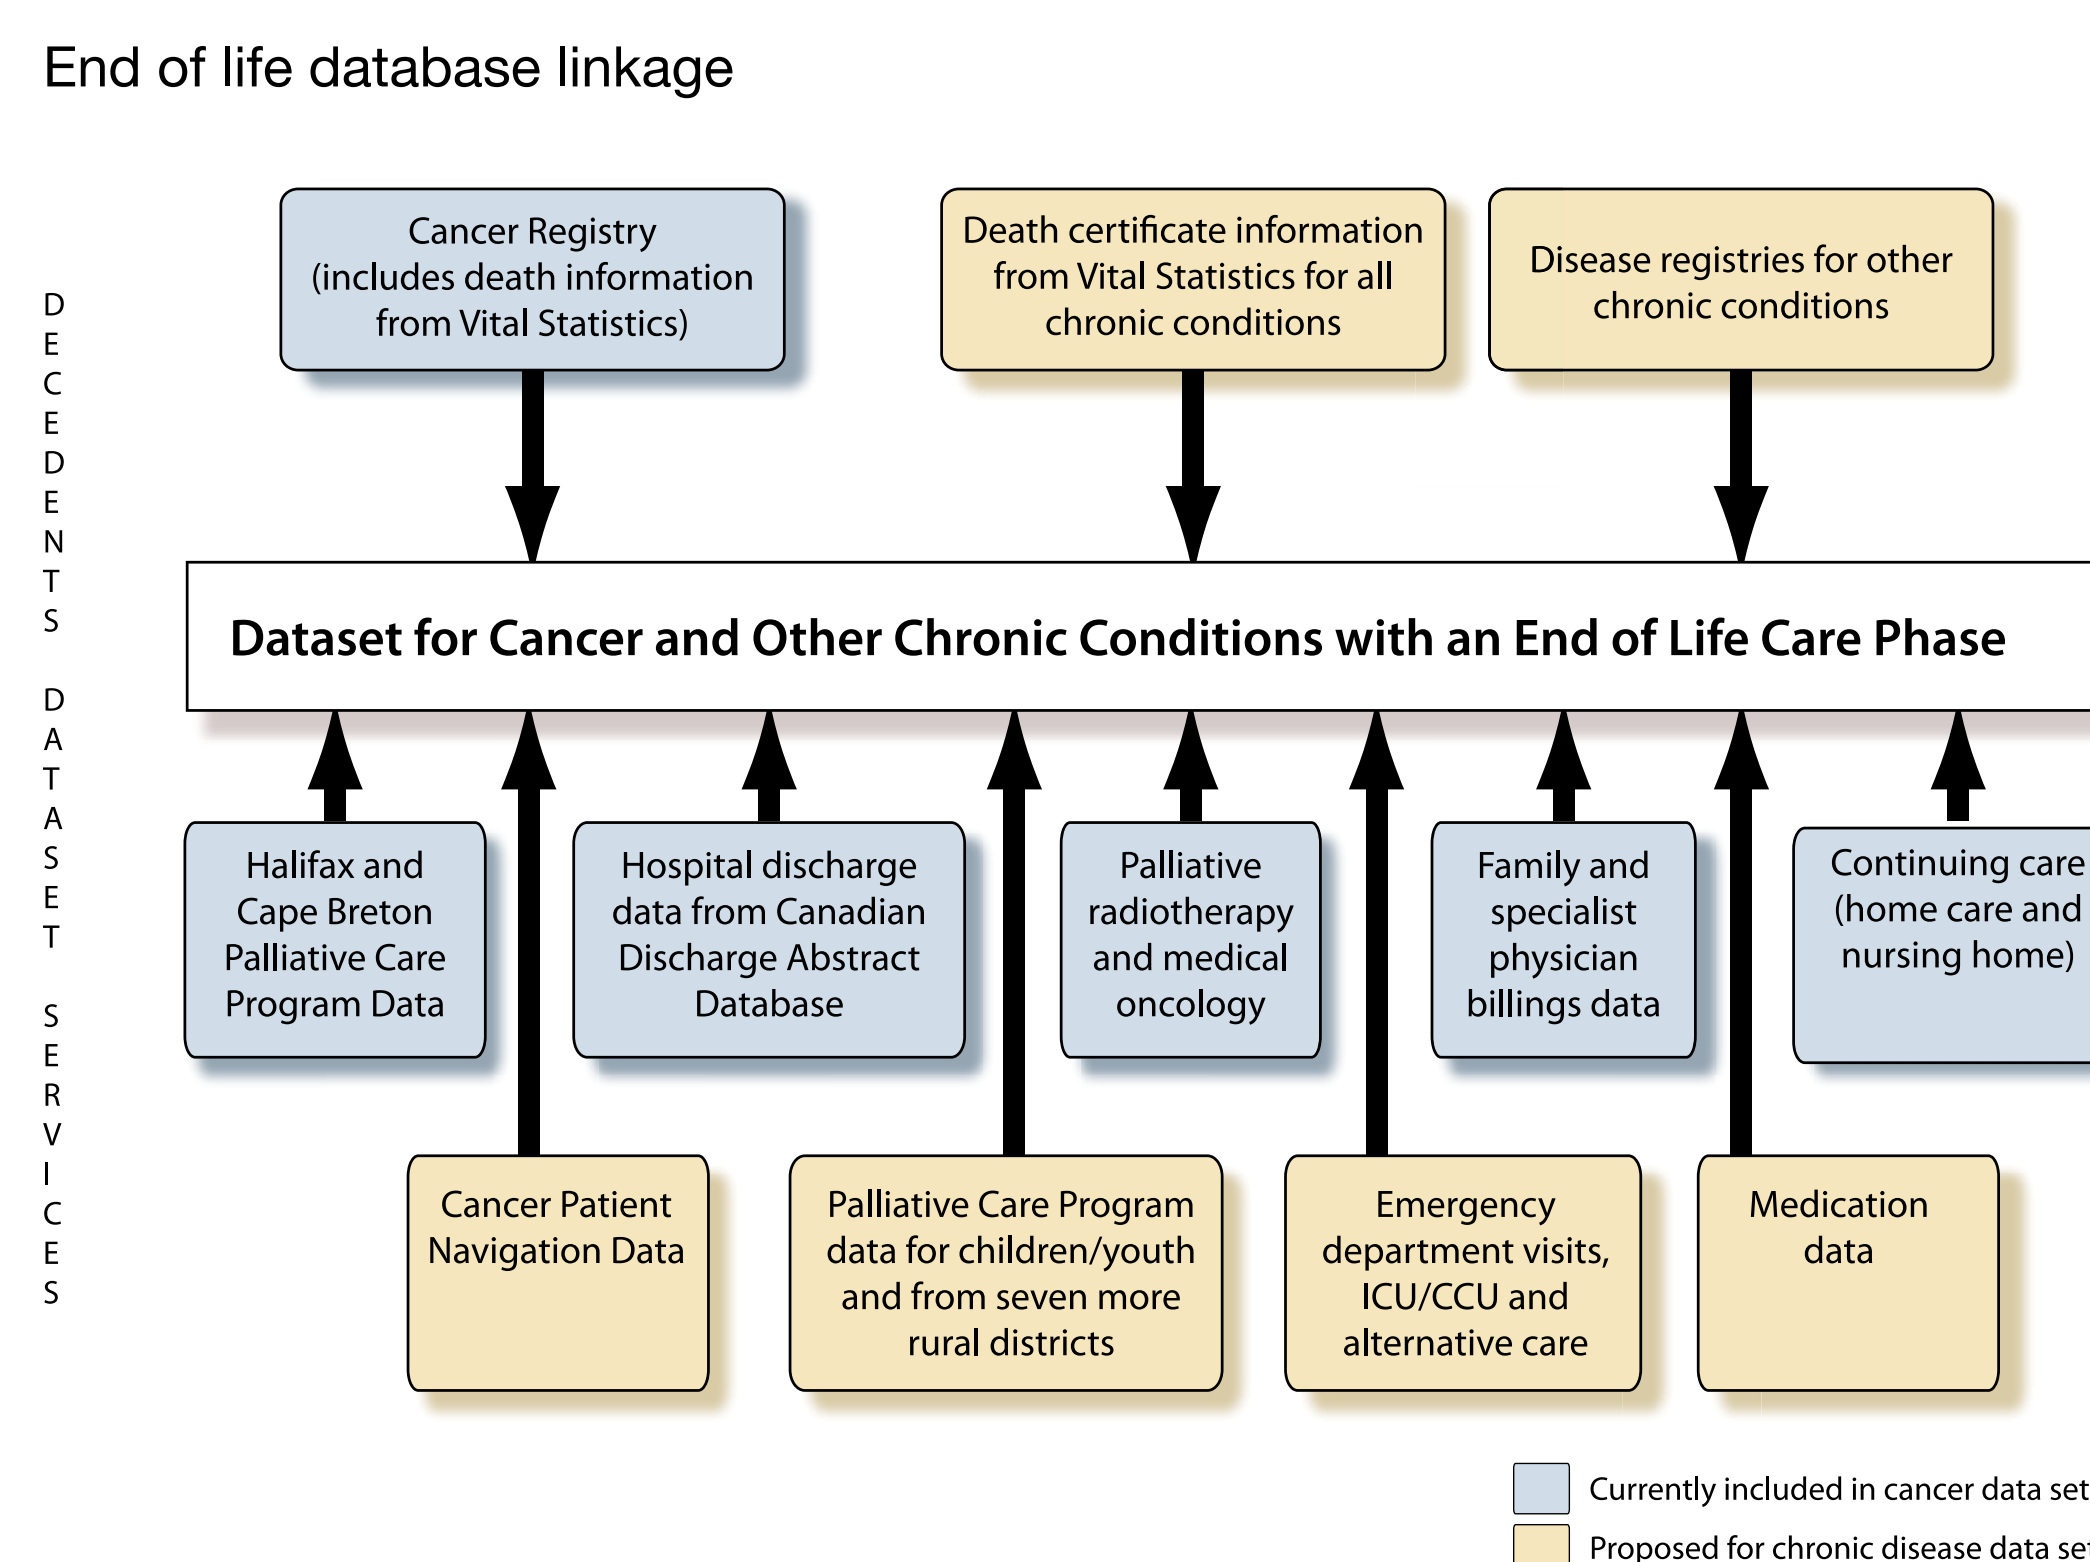 End of life database linkage
Cancer Registry
(includes death information
from Vital Statistics)
Death certificate information
from Vital Statistics for all
chronic conditions
Disease registries for other
chronic conditions
DECEDENTS DATASET SERVICES
Dataset for Cancer and Other Chronic Conditions with an End of Life Care Phase
Halifax and
Cape Breton
Palliative Care
Program Data
Hospital discharge
data from Canadian
Discharge Abstract
Database
Palliative
radiotherapy
and medical
oncology
Family and
specialist
physician
billings data
Continuing care
(home care and
nursing home)
Cancer Patient
Navigation Data
Palliative Care Program
data for children/youth
and from seven more
rural districts
Emergency
department visits,
ICU/CCU and
alternative care
Medication
data
Currently included in cancer data set
Proposed for chronic disease data set